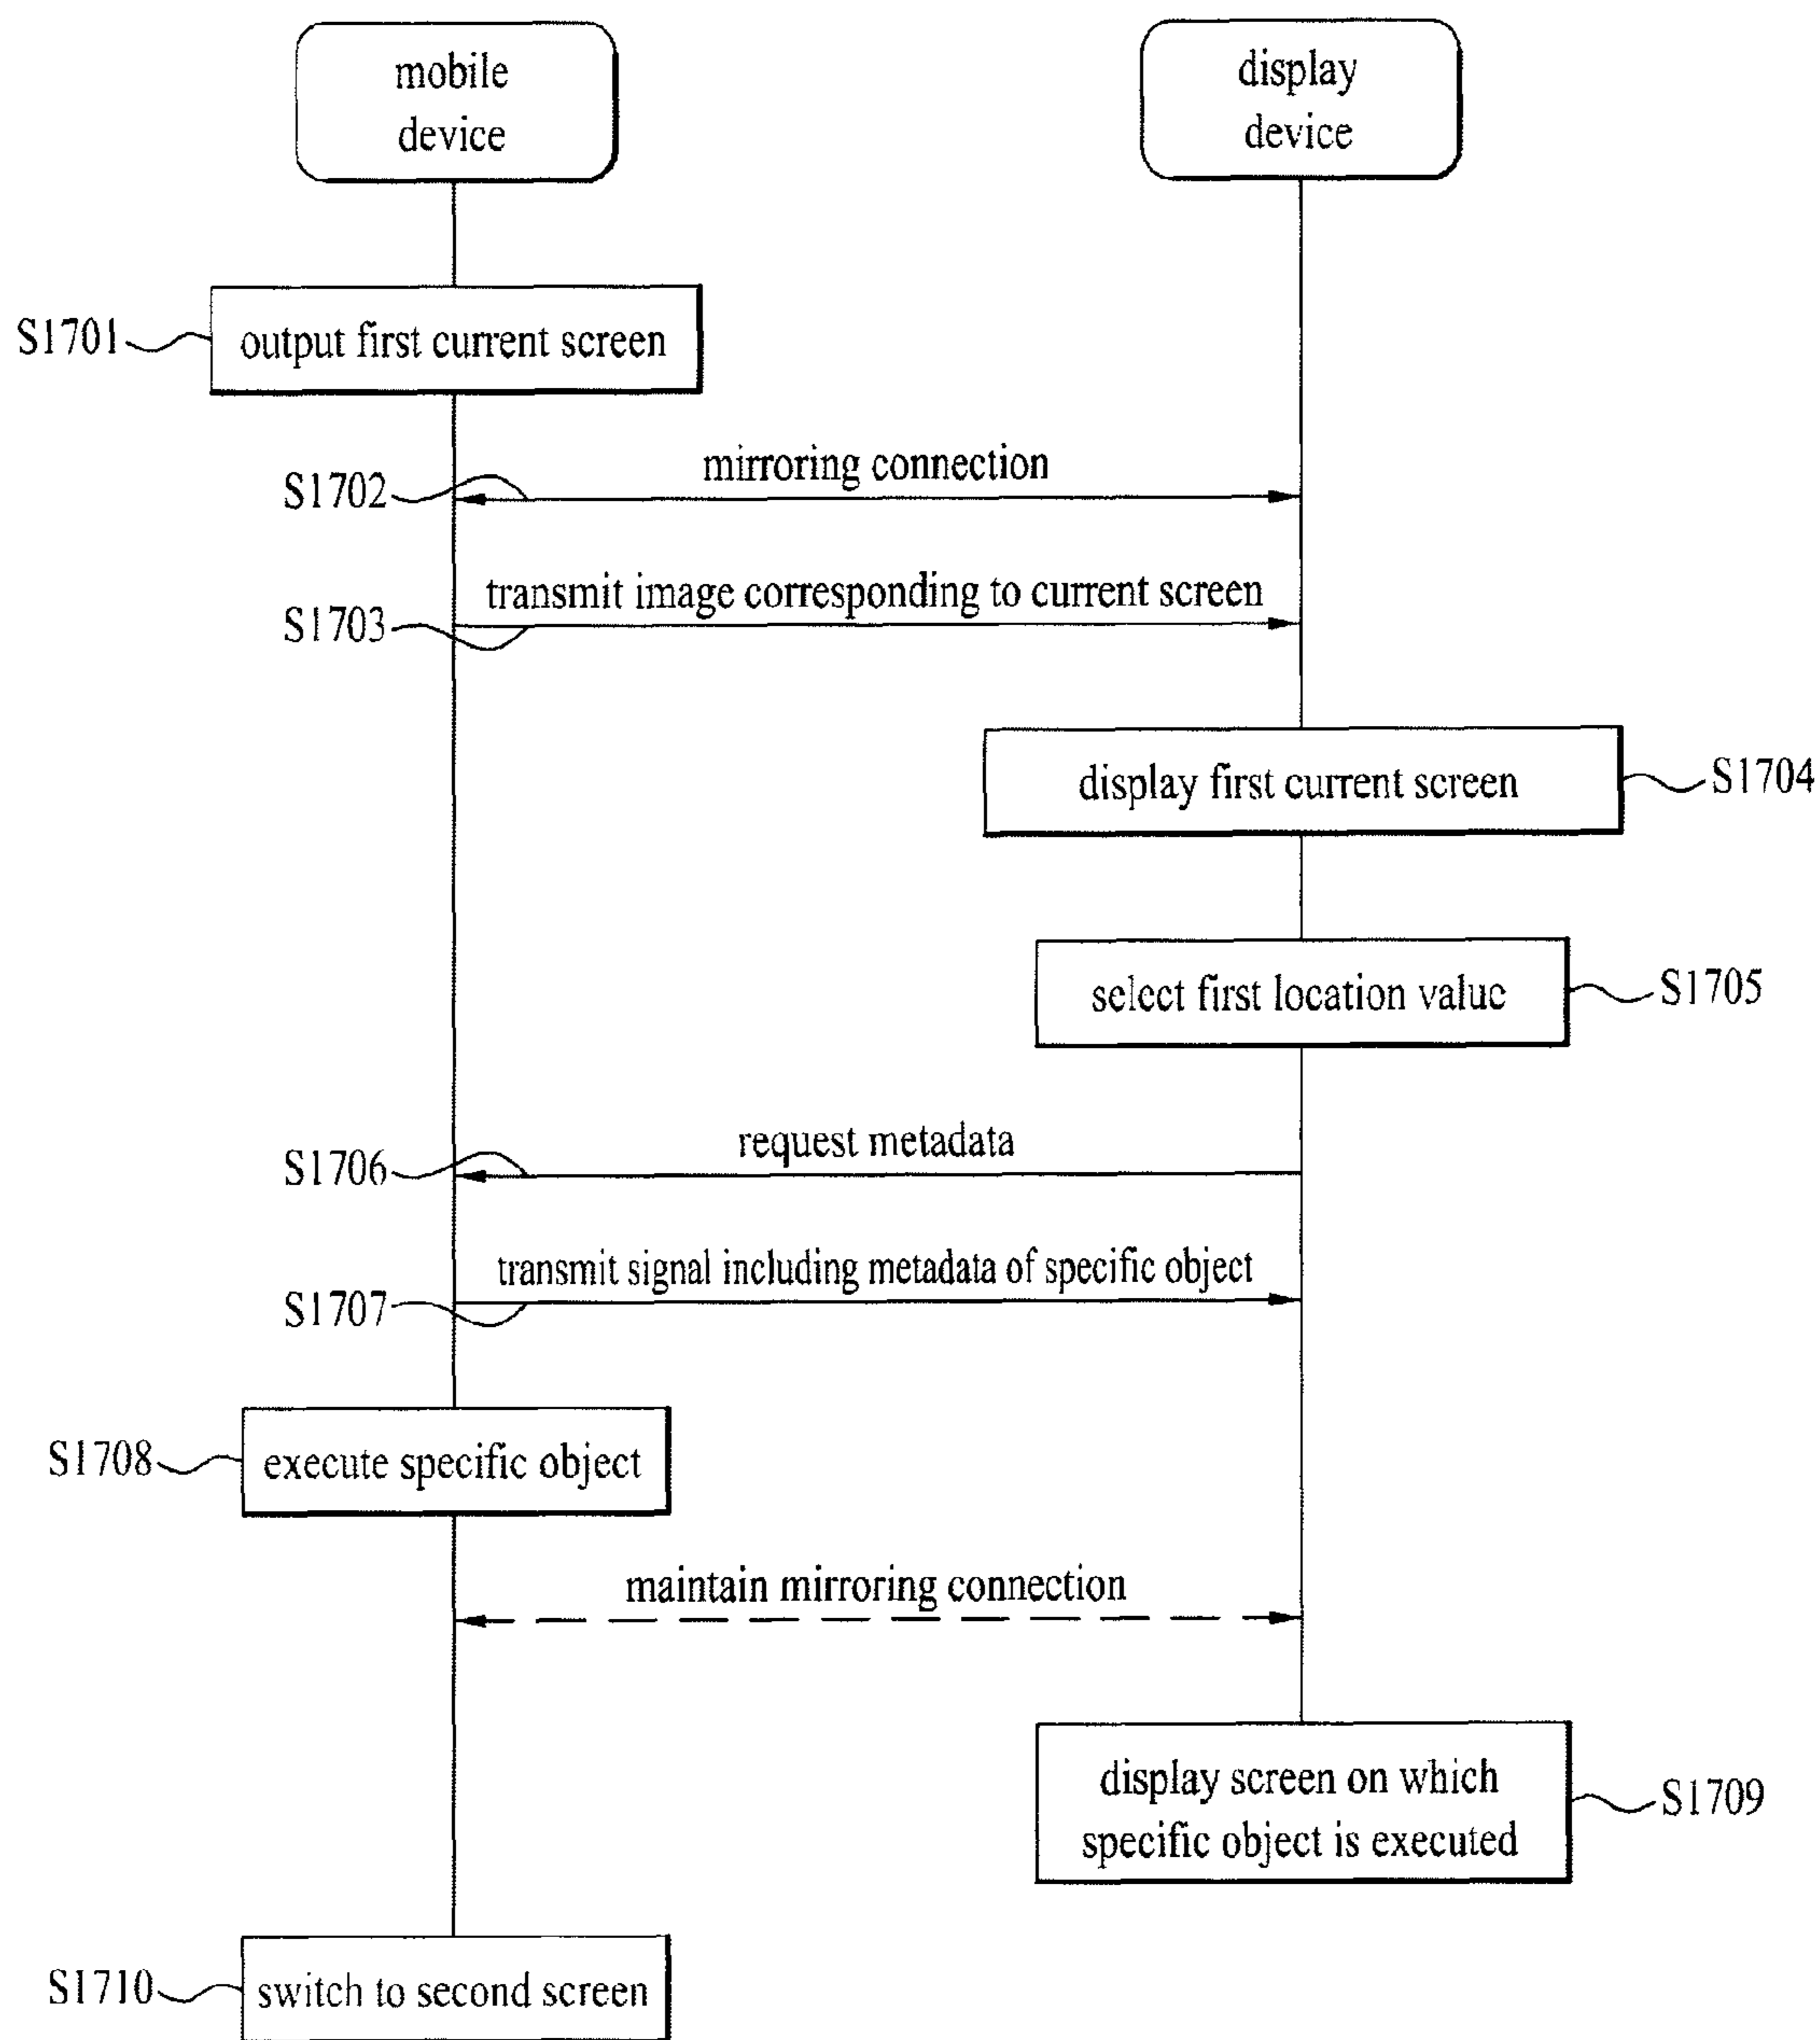 mobile
device
display
device
S1701
output first current screen
mirroring connection
S1702
transmit image corresponding to current screen
S1703
display first current screen
S1704
select first location value
S1705
request metadata
S1706
transmit signal including metadata of specific object
S1707
S1708
execute specific object
maintain mirroring connection
display screen on which
specific object is executed
S1709
S1710
switch to second screen